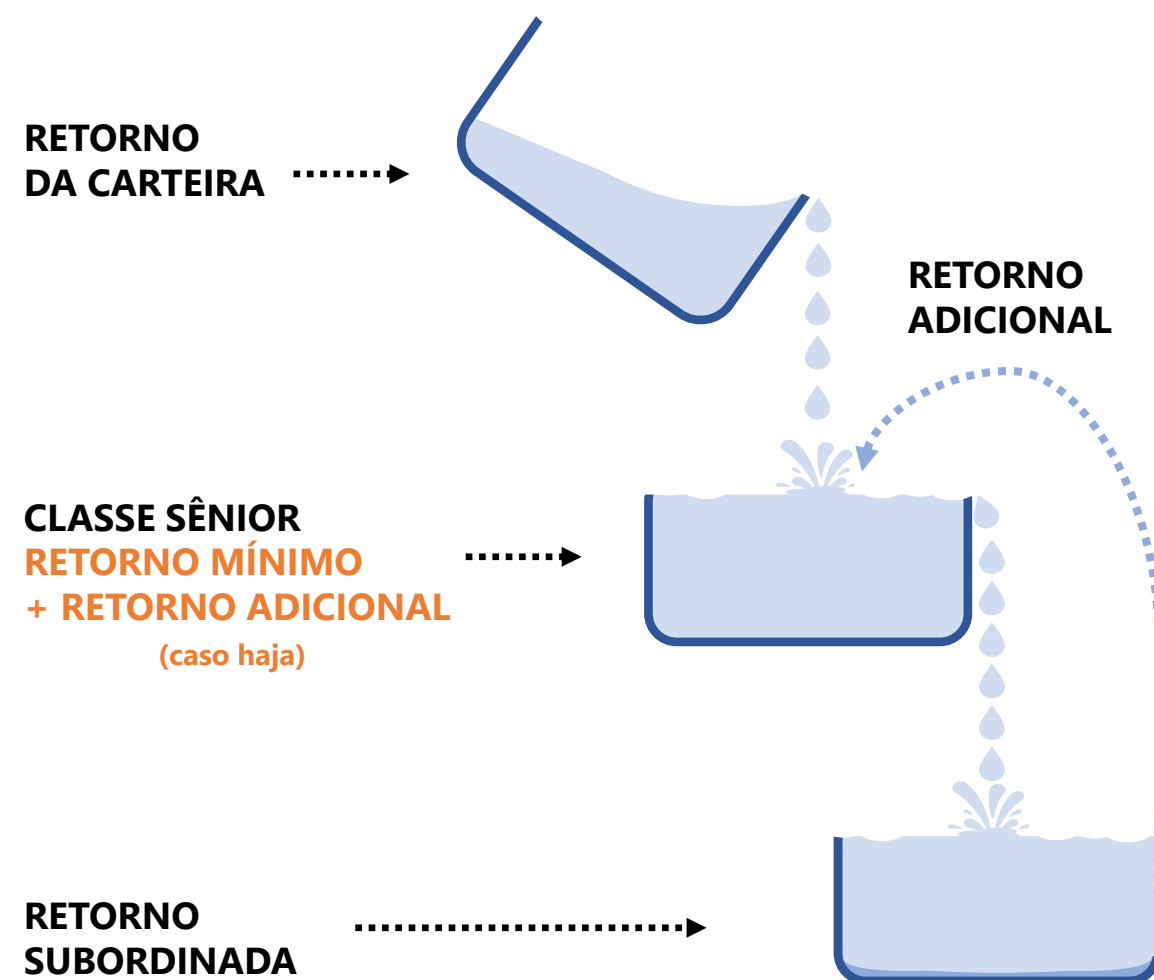 RETORNO
DA CARTEIRA
RETORNO
ADICIONAL
CLASSE SÊNIOR
RETORNO MÍNIMO
+ RETORNO ADICIONAL
(caso haja)
RETORNO
SUBORDINADA